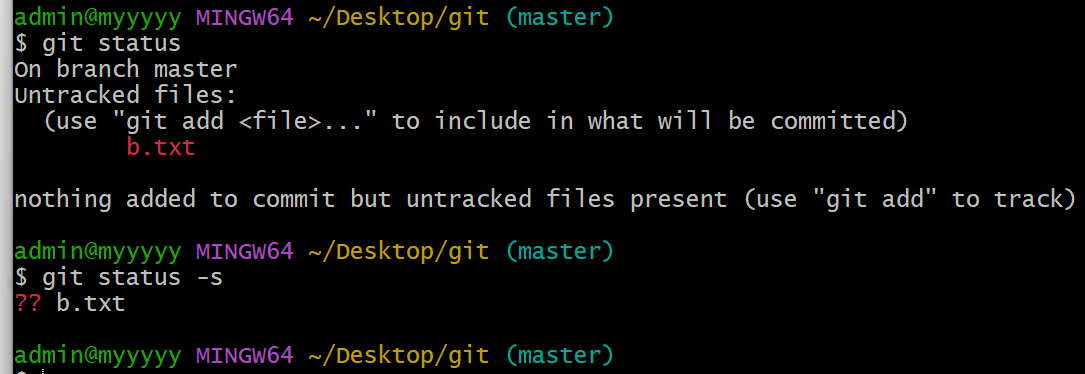 admin@myyyyy MINGW64 ~/Desktop/git (master)
$ git status
On branch master
Untracked files:
  (use "git add <file>..." to include in what will be committed)
        b.txt

nothing added to commit but untracked files present (use "git add" to track)

admin@myyyyy MINGW64 ~/Desktop/git (master)
$ git status -s
?? b.txt

admin@myyyyy MINGW64 ~/Desktop/git (master)
$